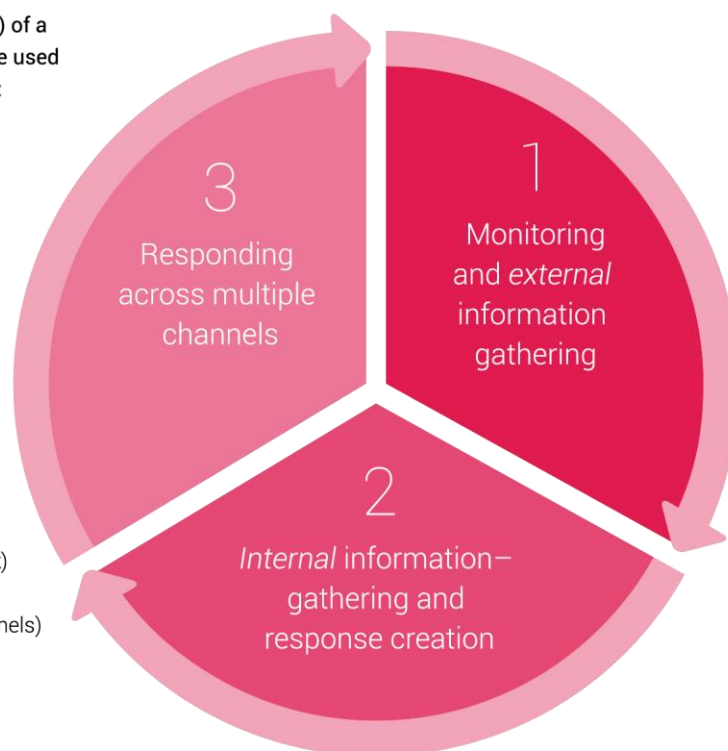 ) of a
e used
:
3
Responding
across multiple
channels
1
Monitoring
and external
information
gathering
2
Internal information–
gathering and
response creation
)
nels)